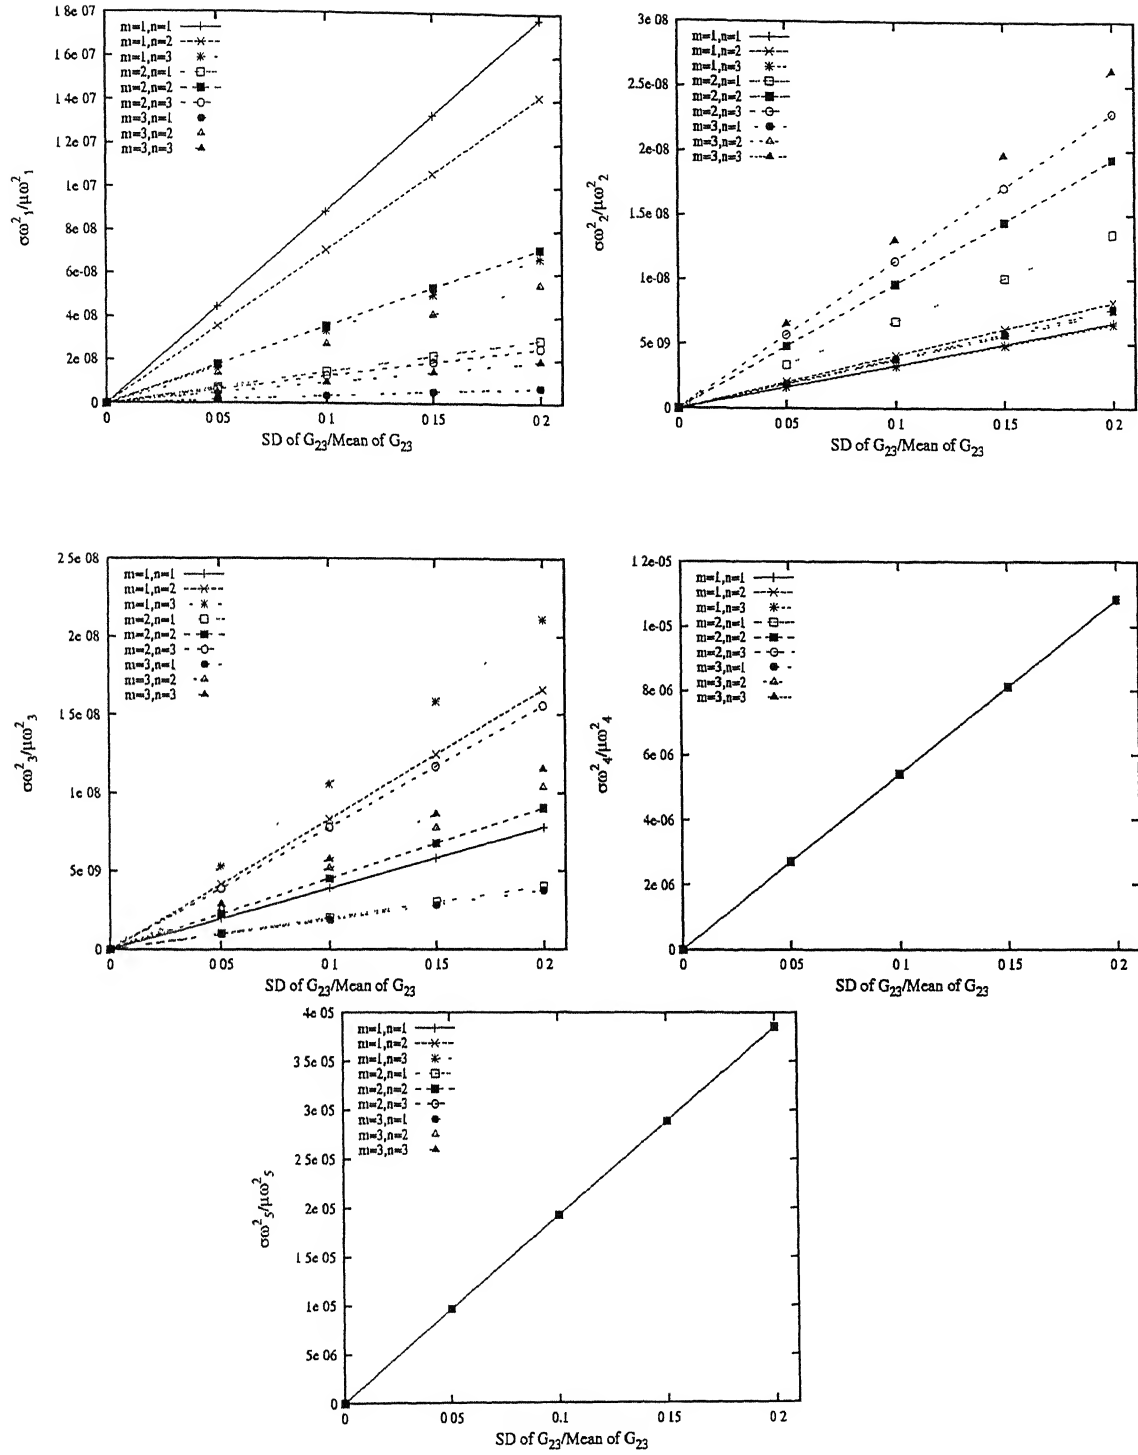 1 8e 07
1 6e 07
1 4e 07
1 2e 07
1e 07
8e 08
6e-08
4e 08
2e 08
0
0
0 05
0 1
0 15
0 2
m=1,n=1
m=1,n=2
m=1,n=3
m=2,n=1
m=2,n=2
m=2,n=3
m=3,n=1
m=3,n=2
m=3,n=3
σω²₁/μω²₁
SD of G₂₃/Mean of G₂₃
3e 08
2.5e-08
2e-08
1.5e 08
1e-08
5e 09
0
0
0 05
0 1
0 15
0 2
m=1,n=1
m=1,n=2
m=1,n=3
m=2,n=1
m=2,n=2
m=2,n=3
m=3,n=1
m=3,n=2
m=3,n=3
σω²₂/μω²₂
SD of G₂₃/Mean of G₂₃
2 5 08
2e 08
1 5e 08
1e 08
5e 09
0
0
0 05
0 1
0 15
0 2
m=1,n=1
m=1,n=2
m=1,n=3
m=2,n=1
m=2,n=2
m=2,n=3
m=3,n=1
m=3,n=2
m=3,n=3
σω²₃/μω²₃
SD of G₂₃/Mean of G₂₃
1 2e-05
1e-05
8e 06
6e 06
4e-06
2e 06
0
0
0 05
0 1
0 15
0 2
m=1,n=1
m=1,n=2
m=1,n=3
m=2,n=1
m=2,n=2
m=2,n=3
m=3,n=1
m=3,n=2
m=3,n=3
σω²₄/μω²₄
SD of G₂₃/Mean of G₂₃
4e 05
3 5e 05
3e 05
2 5e 05
2e 05
1 5e 05
1e 05
5e 06
0
0
0 05
0.1
0 15
0 2
m=1,n=1
m=1,n=2
m=1,n=3
m=2,n=1
m=2,n=2
m=2,n=3
m=3,n=1
m=3,n=2
m=3,n=3
σω²₅/μω²₅
SD of G₂₃/Mean of G₂₃